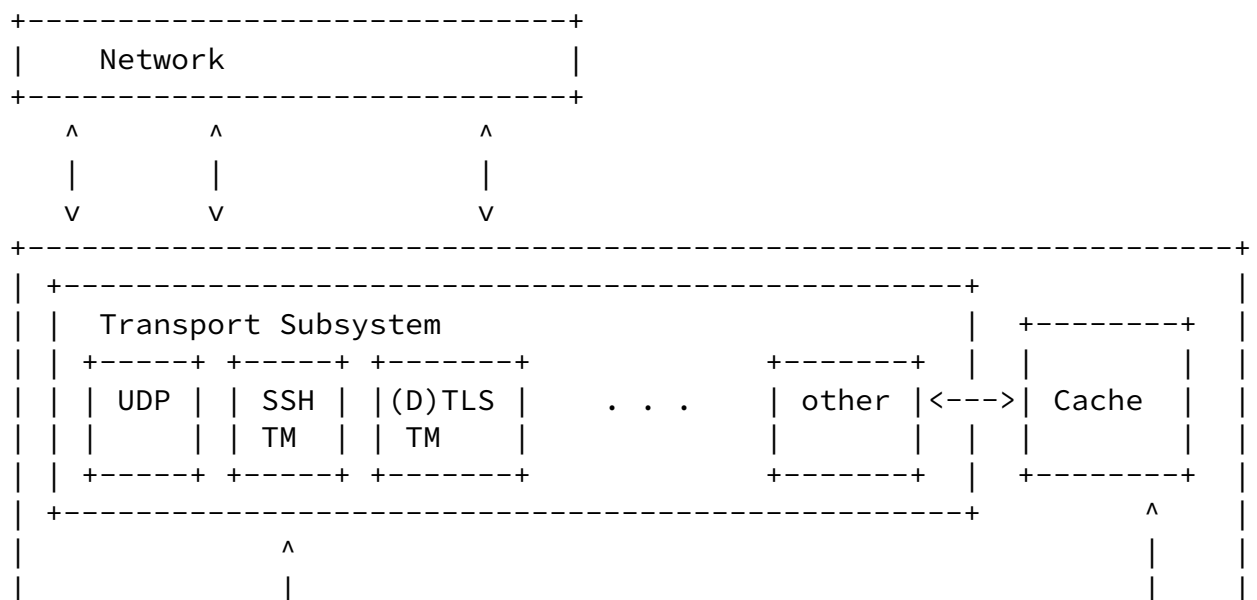 +------------------------------+
|    Network                   |
+------------------------------+
   ^       ^              ^
   |       |              |
   v       v              v
+-------------------------------------------------------------------+
| +--------------------------------------------------+              |
| |  Transport Subsystem                             |  +--------+  |
| | +-----+ +-----+ +-------+             +-------+  |  |        |  |
| | | UDP | | SSH | |(D)TLS |    . . .    | other |<--->| Cache  |  |
| | |     | | TM  | | TM    |             |       |  |  |        |  |
| | +-----+ +-----+ +-------+             +-------+  |  +--------+  |
| +--------------------------------------------------+         ^    |
|              ^                                               |    |
|              |                                               |    |